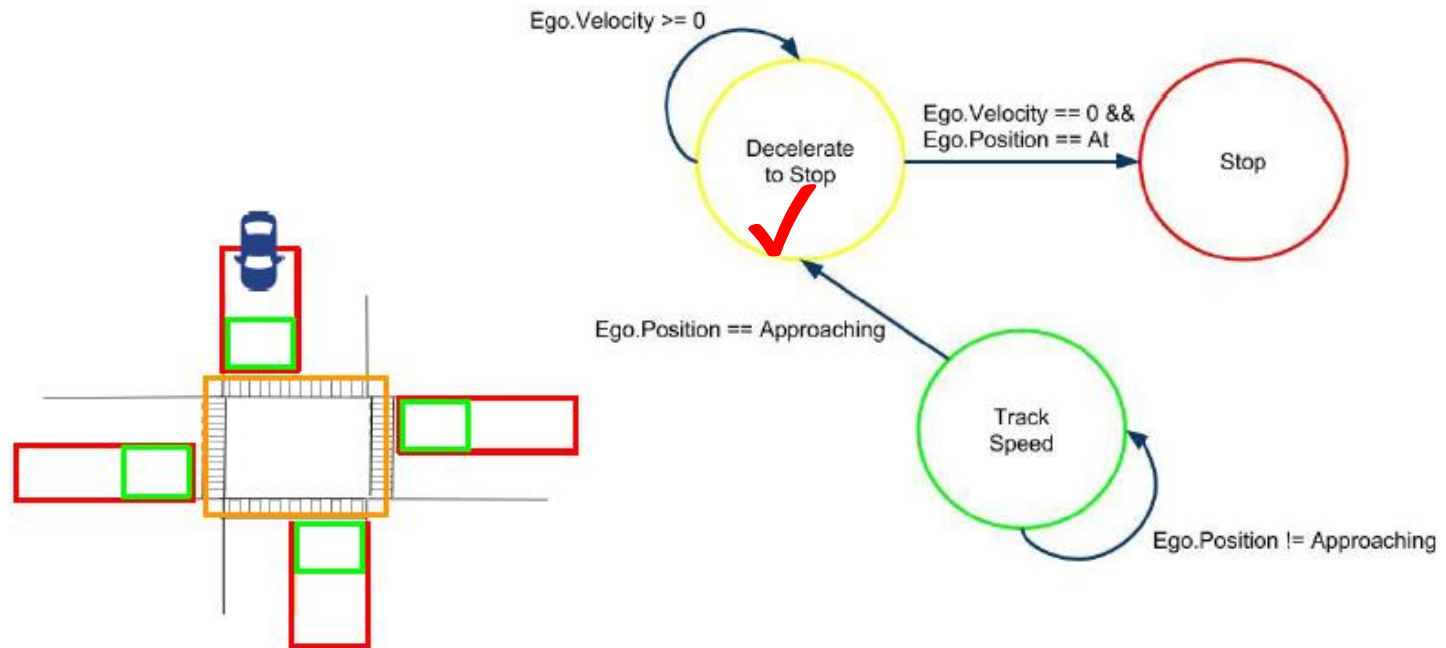 Ego.Velocity >= 0
Decelerate
to Stop
Ego.Velocity == 0 &&
Ego.Position == At
Stop
Ego.Position == Approaching
Track
Speed
Ego.Position != Approaching